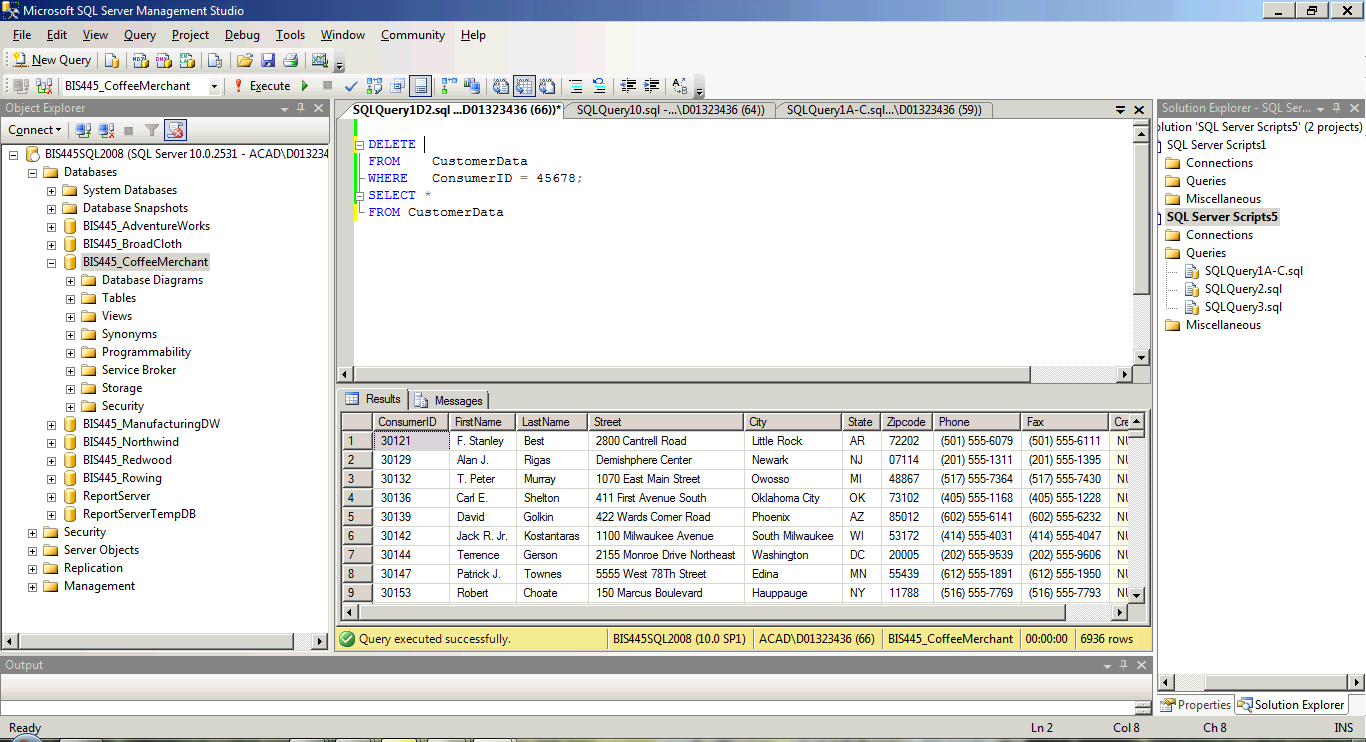 Microsoft SQL Server Management Studio
File Edit View Query Project Debug Tools Window Community Help
New Query
BIS445_CoffeeMerchant Execute
Object Explorer
Connect
BIS445SQL2008 (SQL Server 10.0.2531 - ACAD\D013234
Databases
System Databases
Database Snapshots
BIS445_AdventureWorks
BIS445_BroadCloth
BIS445_CoffeeMerchant
Database Diagrams
Tables
Views
Synonyms
Programmability
Service Broker
Storage
Security
BIS445_ManufacturingDW
BIS445_Northwind
BIS445_Redwood
BIS445_Rowing
ReportServer
ReportServerTempDB
Security
Server Objects
Replication
Management
SQLQuery1D2.sql ...D01323436 (66))* SQLQuery10.sql -...\D01323436 (64)) SQLQuery1A-C.sql...\D01323436 (59))
DELETE
FROM CustomerData
WHERE ConsumerID = 45678;
SELECT *
FROM CustomerData
Results Messages
ConsumerID FirstName LastName Street City State Zipcode Phone Fax Cre
1 30121 F. Stanley Best 2800 Cantrell Road Little Rock AR 72202 (501) 555-6079 (501) 555-6111 NU
2 30129 Alan J. Rigas Demishphere Center Newark NJ 07114 (201) 555-1311 (201) 555-1395 NU
3 30132 T. Peter Murray 1070 East Main Street Owosso MI 48867 (517) 555-7364 (517) 555-7430 NU
4 30136 Carl E. Shelton 411 First Avenue South Oklahoma City OK 73102 (405) 555-1168 (405) 555-1228 NU
5 30139 David Golkin 422 Wards Corner Road Phoenix AZ 85012 (602) 555-6141 (602) 555-6232 NU
6 30142 Jack R. Jr. Kostantaras 1100 Milwaukee Avenue South Milwaukee WI 53172 (414) 555-4031 (414) 555-4047 NU
7 30144 Terrence Gerson 2155 Monroe Drive Northeast Washington DC 20005 (202) 555-9539 (202) 555-9606 NU
8 30147 Patrick J. Townes 5555 West 78Th Street Edina MN 55439 (612) 555-1891 (612) 555-1950 NU
9 30153 Robert Choate 150 Marcus Boulevard Hauppauge NY 11788 (516) 555-7769 (516) 555-7793 NU
Query executed successfully. BIS445SQL2008 (10.0 SP1) ACAD\D01323436 (66) BIS445_CoffeeMerchant 00:00:00 6936 rows
Solution Explorer - SQL Ser...
olution 'SQL Server Scripts5' (2 projects)
SQL Server Scripts1
Connections
Queries
Miscellaneous
SQL Server Scripts5
Connections
Queries
SQLQuery1A-C.sql
SQLQuery2.sql
SQLQuery3.sql
Miscellaneous
Properties Solution Explorer
Output
Ready Ln 2 Col 8 Ch 8 INS